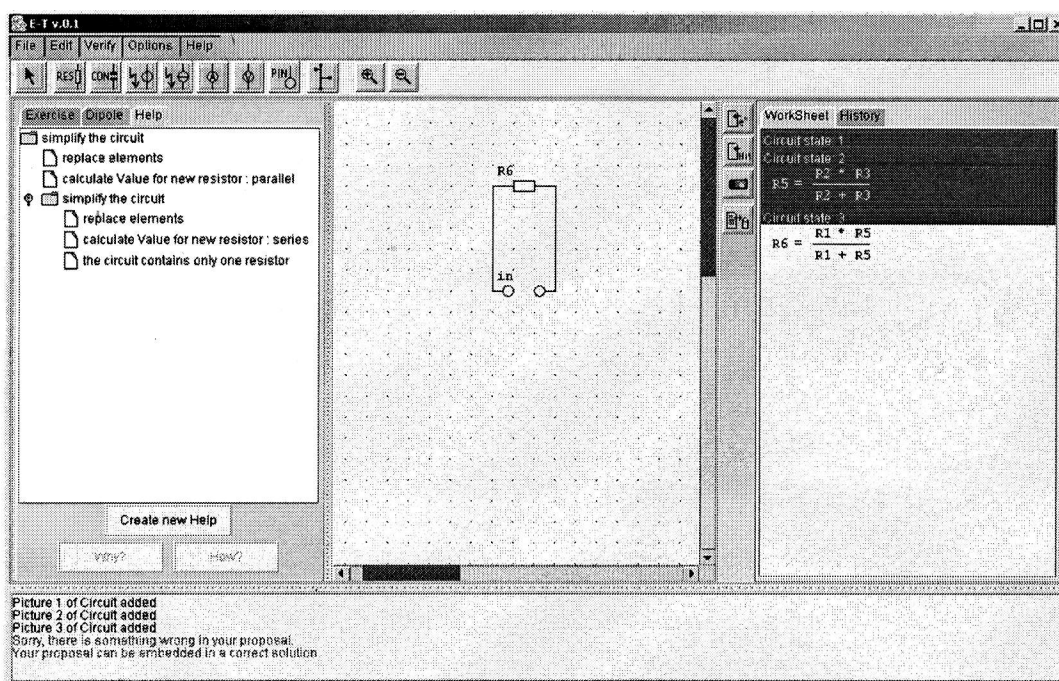 E-T v.0.1
File Edit Verify Options Help
RES CON PIN
Exercise Dipole Help
simplify the circuit
replace elements
calculate Value for new resistor : parallel
simplify the circuit
replace elements
calculate Value for new resistor : series
the circuit contains only one resistor
Create new Help
Why? How?
R6
in
WorkSheet History
Circuit state 1
Circuit state 2
R5 = R2 * R3
R2 + R3
Circuit state 3
R6 = R1 * R5
R1 + R5
Picture 1 of Circuit added
Picture 2 of Circuit added
Picture 3 of Circuit added
Sorry, there is something wrong in your proposal.
Your proposal can be embedded in a correct solution